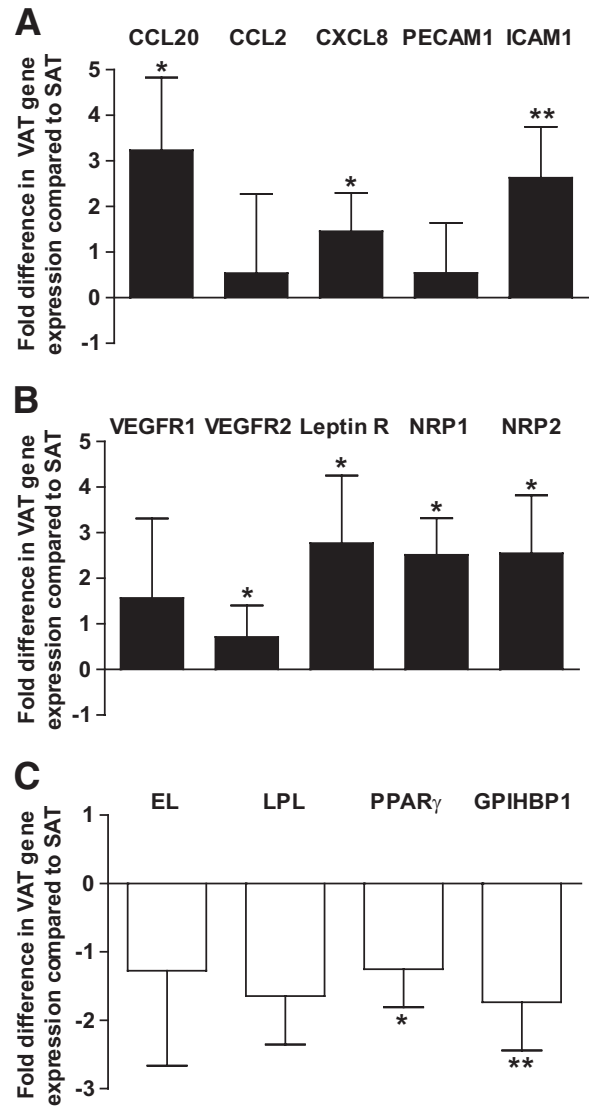 A
CCL20 CCL2 CXCL8 PECAM1 ICAM1
Fold difference in VAT gene
expression compared to SAT
5
4
3
2
1
0
-1
* * **
B
VEGFR1 VEGFR2 Leptin R NRP1 NRP2
Fold difference in VAT gene
expression compared to SAT
5
4
3
2
1
0
-1
* * * *
C
EL LPL PPARγ GPIHBP1
Fold difference in VAT gene
expression compared to SAT
1
0
-1
-2
-3
* **